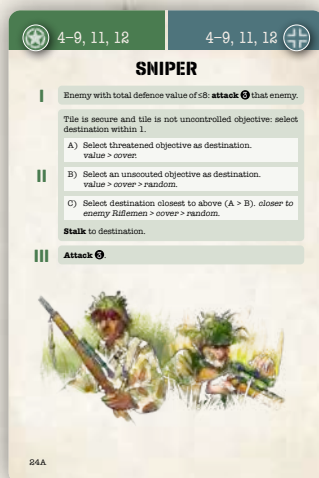 4–9, 11, 12
4–9, 11, 12
SNIPER
I
Enemy with total defence value of ≤8: attack 3 that enemy.
II
Tile is secure and tile is not uncontrolled objective: select
destination within 1.
A) Select threatened objective as destination.
value > cover.
B) Select an unscouted objective as destination.
value > cover > random.
C) Select destination closest to above (A > B). closer to
enemy Riflemen > cover > random.
Stalk to destination.
III
Attack 3.
24A